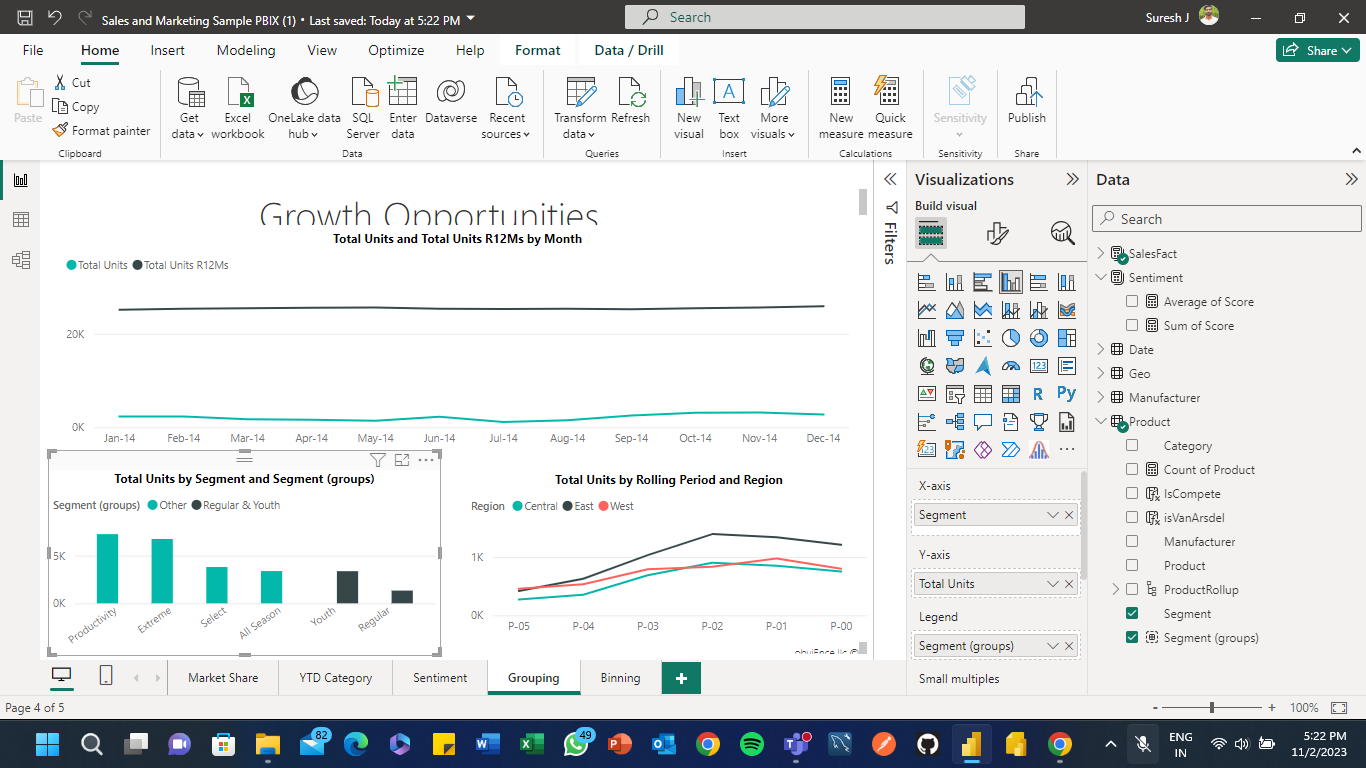 Sales and Marketing Sample PBIX (1) • Last saved: Today at 5:22 PM
Search
Suresh J
File Home Insert Modeling View Optimize Help Format Data / Drill
Share
Paste
Cut
Copy
Format painter
Get data
Excel workbook
OneLake data hub
SQL Server
Enter data
Dataverse
Recent sources
Transform data
Refresh
New visual
Text box
More visuals
New measure
Quick measure
Sensitivity
Publish
Clipboard Data Queries Insert Calculations Sensitivity Share
Growth Opportunities
Total Units and Total Units R12Ms by Month
Total Units Total Units R12Ms
20K
0K
Jan-14 Feb-14 Mar-14 Apr-14 May-14 Jun-14 Jul-14 Aug-14 Sep-14 Oct-14 Nov-14 Dec-14
Total Units by Segment and Segment (groups)
Segment (groups) Other Regular & Youth
5K
0K
Productivity Extreme Select All Season Youth Regular
Total Units by Rolling Period and Region
Region Central East West
1K
0K
P-05 P-04 P-03 P-02 P-01 P-00
obviEnce llc ©
Filters
Visualizations
Build visual
123
R Py
123
X-axis
Segment
Y-axis
Total Units
Legend
Segment (groups)
Small multiples
Data
Search
SalesFact
Sentiment
Average of Score
Sum of Score
Date
Geo
Manufacturer
Product
Category
Count of Product
IsCompete
isVanArsdel
Manufacturer
Product
ProductRollup
Segment
Segment (groups)
Market Share YTD Category Sentiment Grouping Binning
Page 4 of 5
- + 100%
82
49
ENG
IN
5:22 PM
11/2/2023